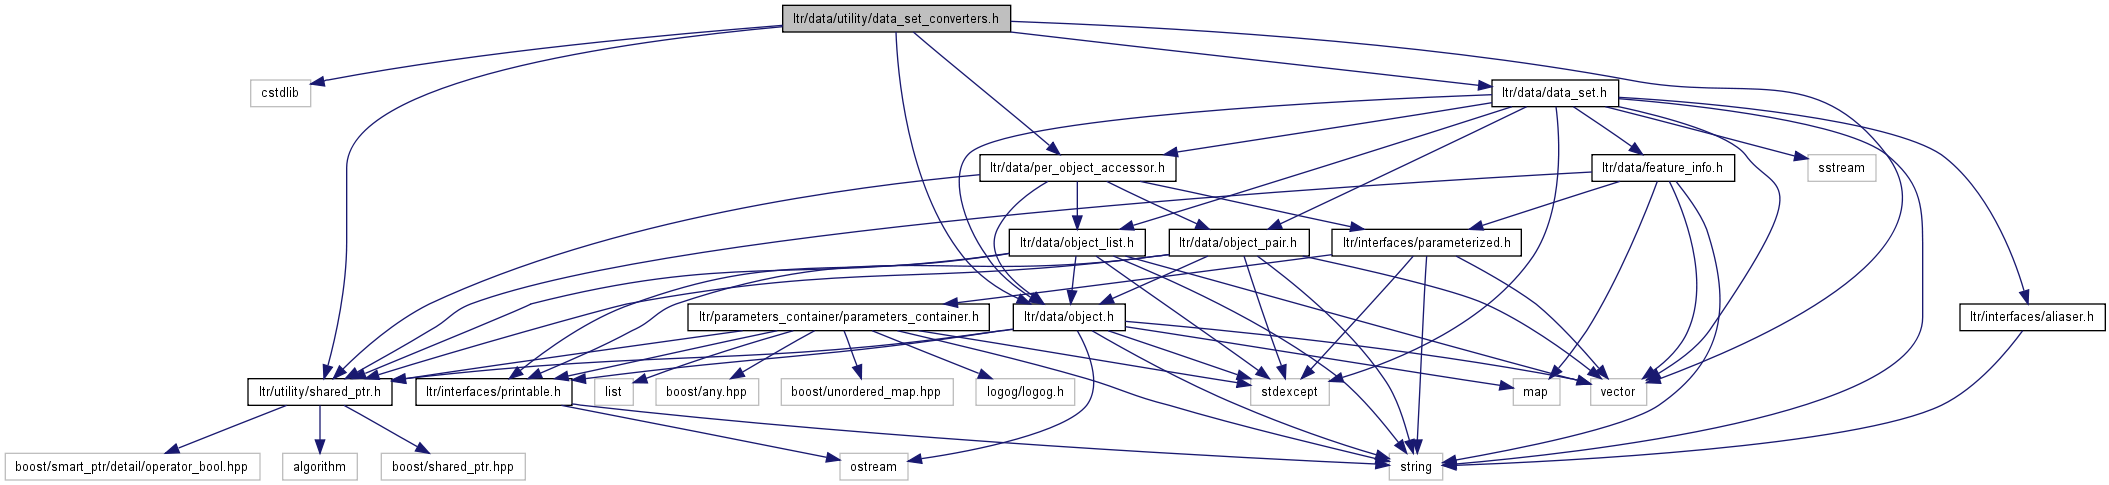 ltr/data/utility/data_set_converters.h
cstdlib
ltr/data/data_set.h
ltr/data/per_object_accessor.h
ltr/data/feature_info.h
sstream
ltr/data/object_list.h
ltr/data/object_pair.h
ltr/interfaces/parameterized.h
ltr/parameters_container/parameters_container.h
ltr/data/object.h
ltr/interfaces/aliaser.h
ltr/utility/shared_ptr.h
ltr/interfaces/printable.h
list
boost/any.hpp
boost/unordered_map.hpp
logog/logog.h
stdexcept
map
vector
boost/smart_ptr/detail/operator_bool.hpp
algorithm
boost/shared_ptr.hpp
ostream
string